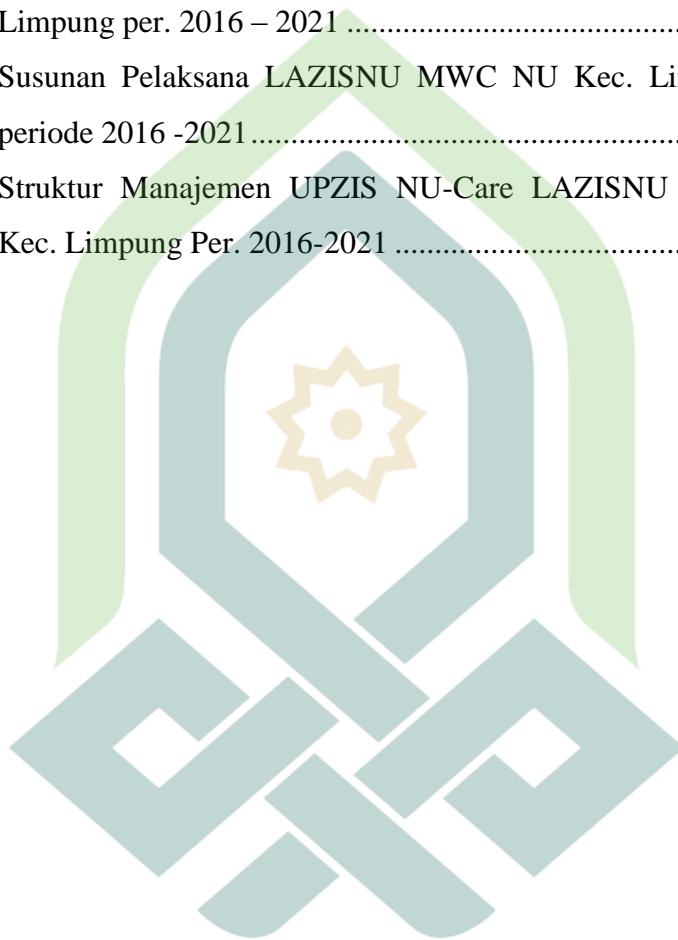 Limpung per. 2016 – 2021 ....................................
Susunan Pelaksana LAZISNU MWC NU Kec.
periode 2016 -2021....................................................
Struktur Manajemen UPZIS NU-Care LAZISNU
Kec. Limpung Per. 2016-2021 ..............................